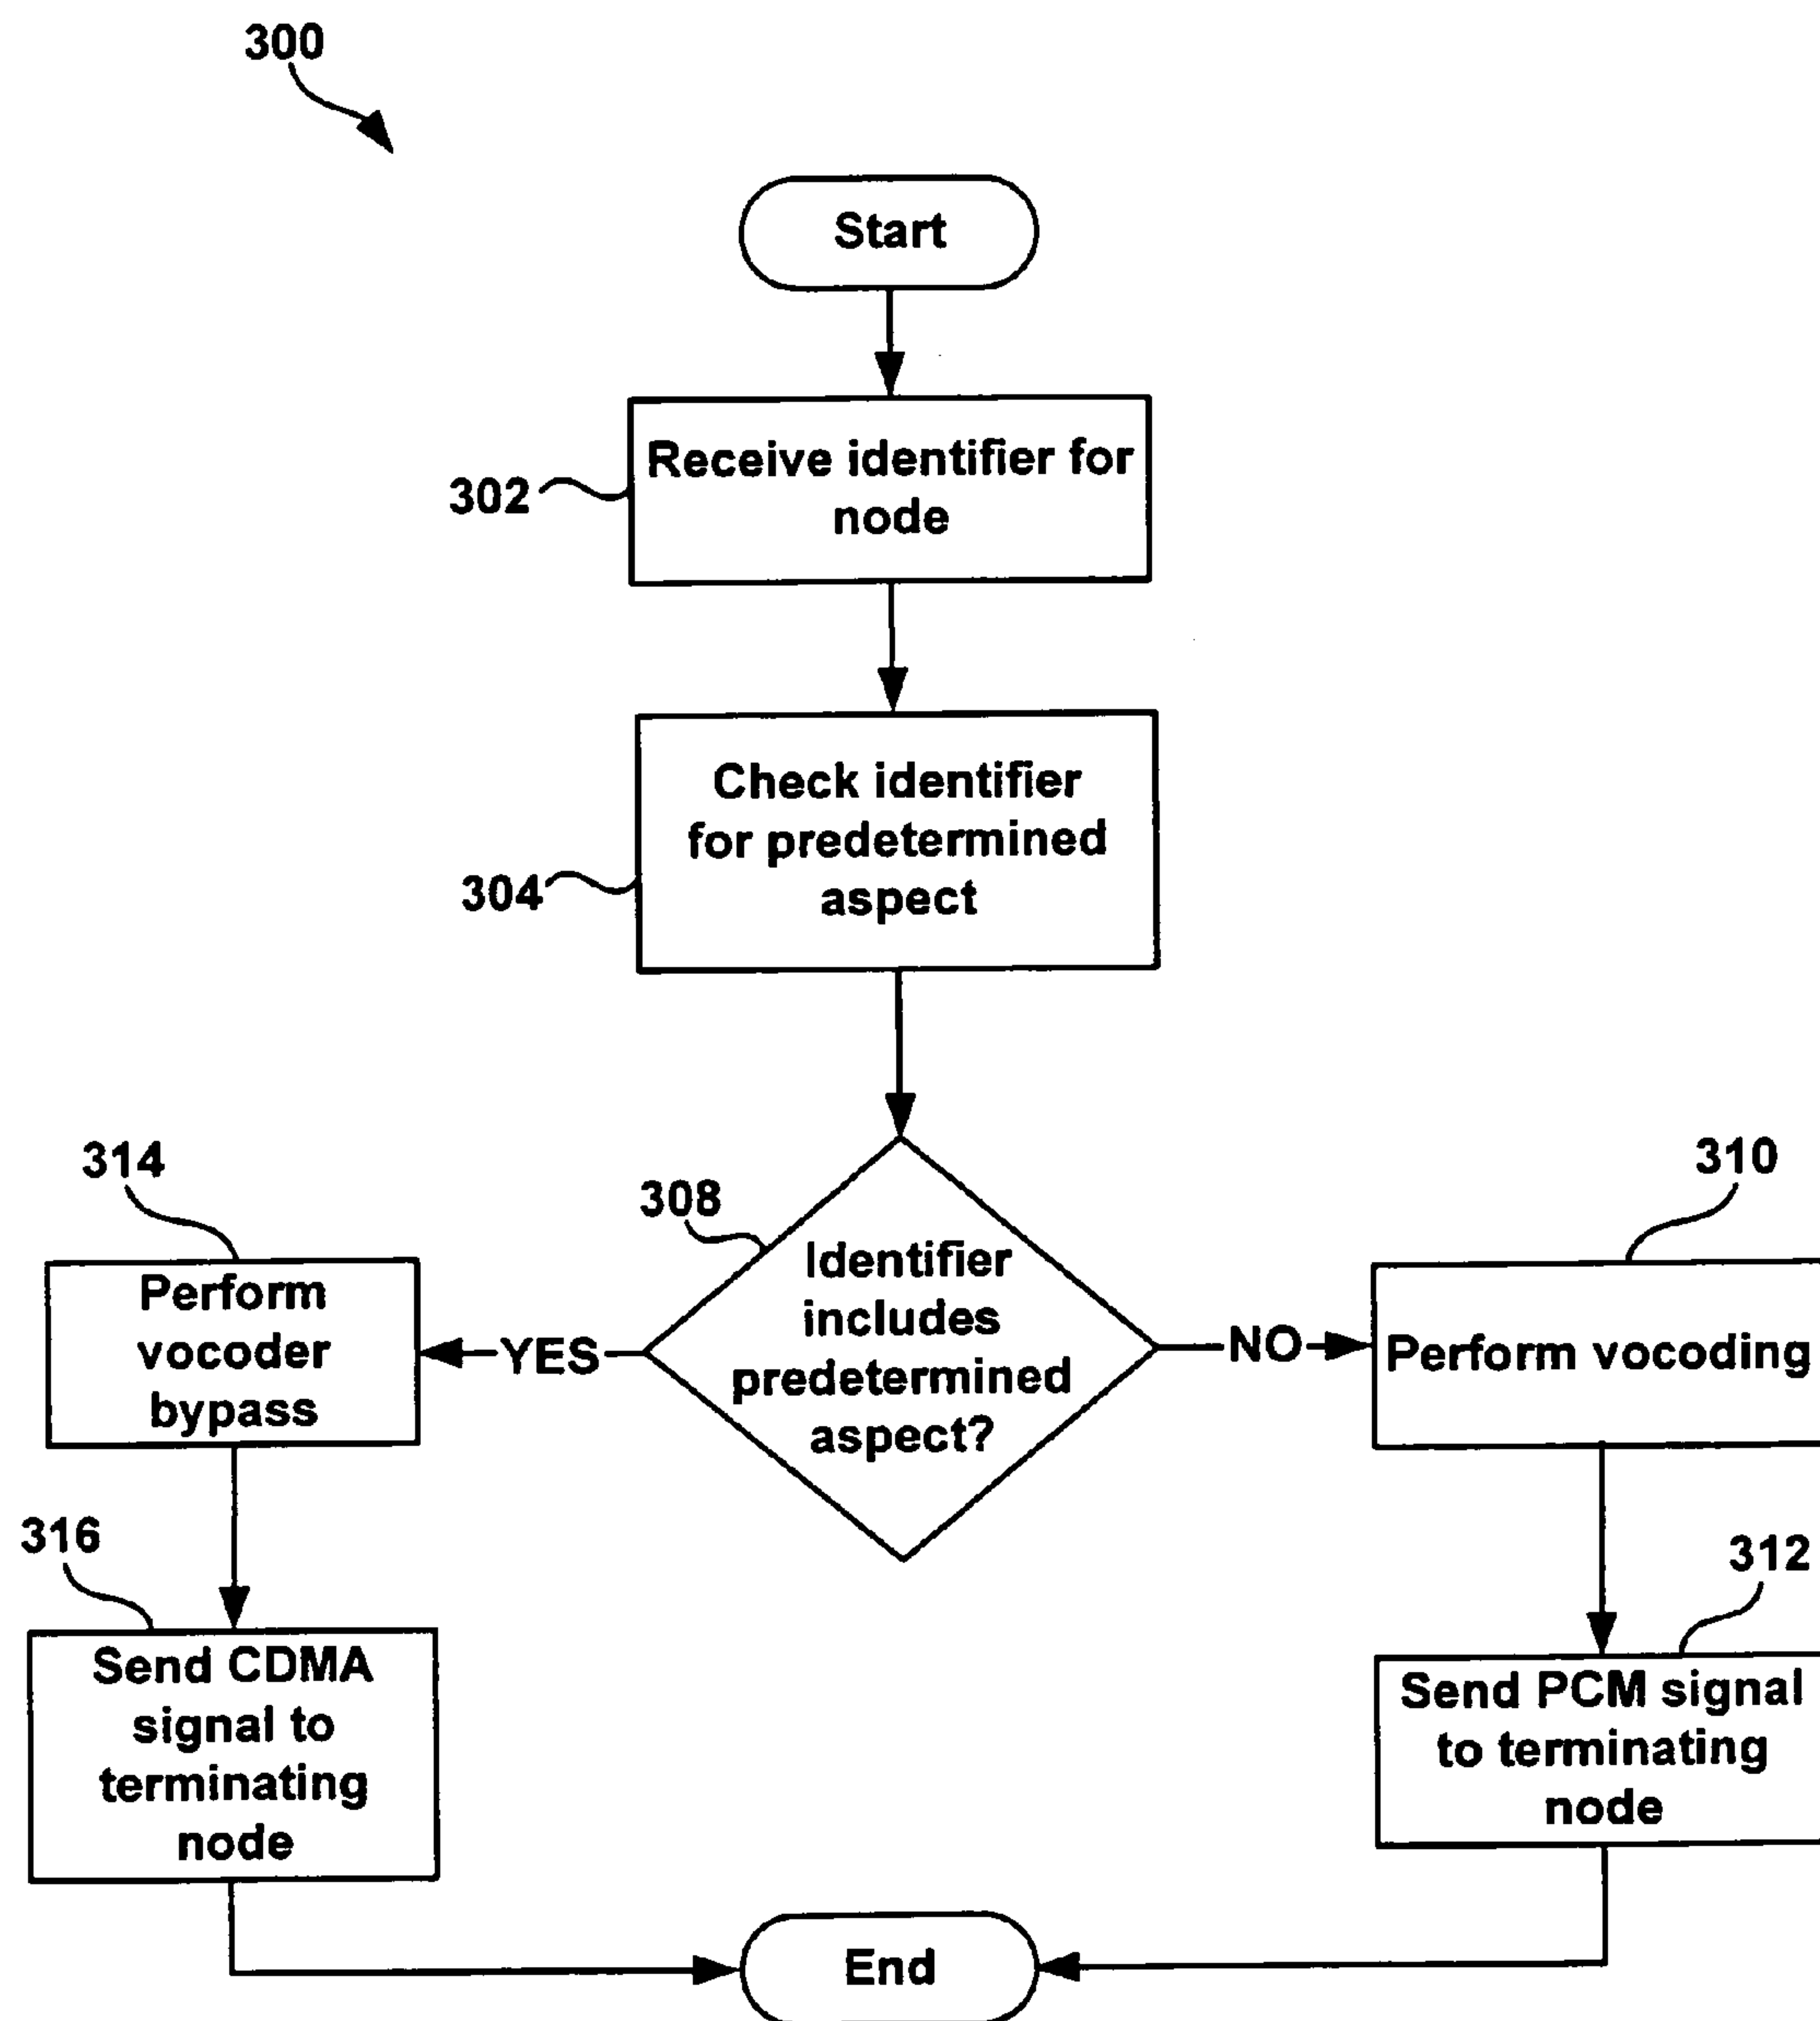 300
Start
302
Receive identifier for
node
304
Check identifier
for predetermined
aspect
308
Identifier
includes
predetermined
aspect?
YES
NO
314
Perform
vocoder
bypass
310
Perform vocoding
316
Send CDMA
signal to
terminating
node
312
Send PCM signal
to terminating
node
End